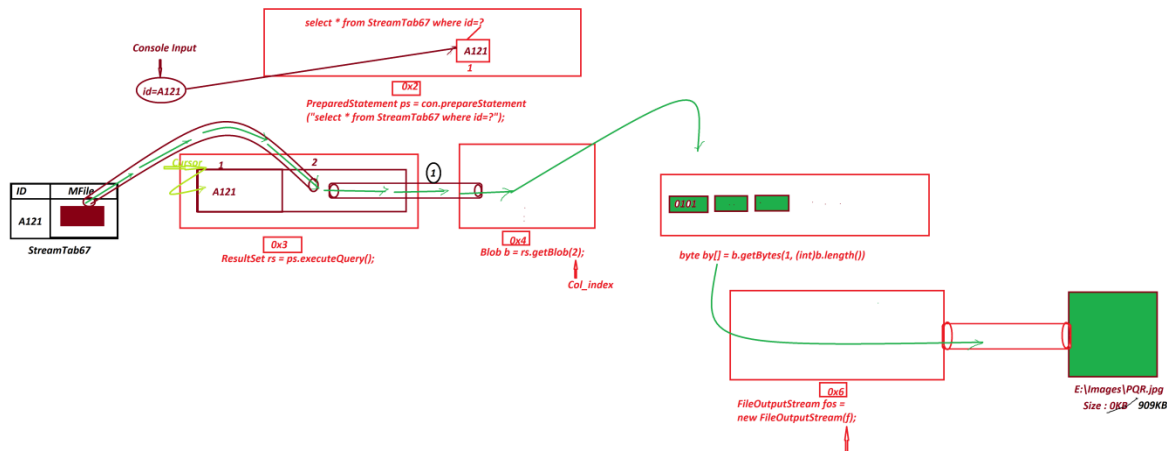 select * from StreamTab67 where id=?
A121
1
Console Input
id=A121
0x2
PreparedStatement ps = con.prepareStatement
("select * from StreamTab67 where id=?");
Cursor
1
2
A121
1
ID MFile
A121
StreamTab67
0x3
ResultSet rs = ps.executeQuery();
0x4
Blob b = rs.getBlob(2);
Col_index
0101
byte by[] = b.getBytes(1, (int)b.length())
0x6
FileOutputStream fos =
new FileOutputStream(f);
E:\Images\PQR.jpg
Size : 0KB 909KB